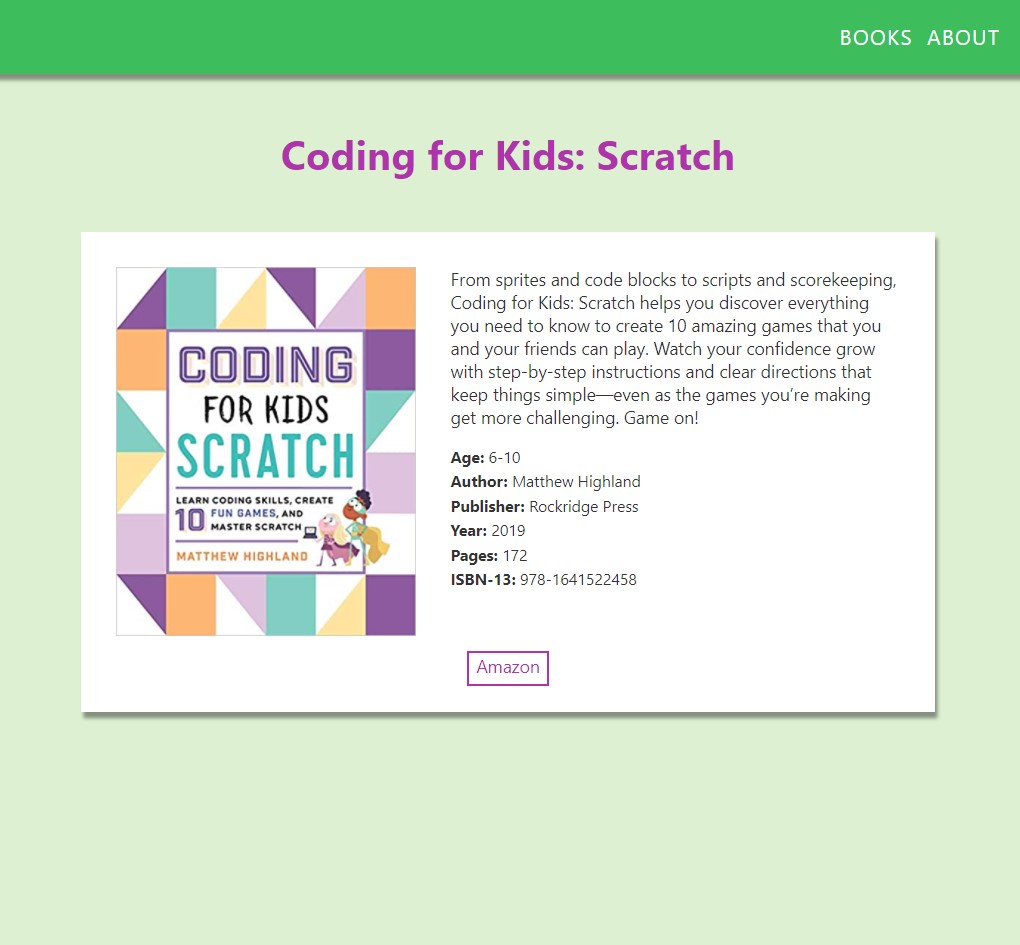 BOOKS ABOUT
Coding for Kids: Scratch
CODING
FOR KIDS
SCRATCH
LEARN CODING SKILLS, CREATE
10 FUN GAMES, AND
MASTER SCRATCH
MATTHEW HIGHLAND
From sprites and code blocks to scripts and scorekeeping,
Coding for Kids: Scratch helps you discover everything
you need to know to create 10 amazing games that you
and your friends can play. Watch your confidence grow
with step-by-step instructions and clear directions that
keep things simple—even as the games you’re making
get more challenging. Game on!
Age: 6-10
Author: Matthew Highland
Publisher: Rockridge Press
Year: 2019
Pages: 172
ISBN-13: 978-1641522458
Amazon